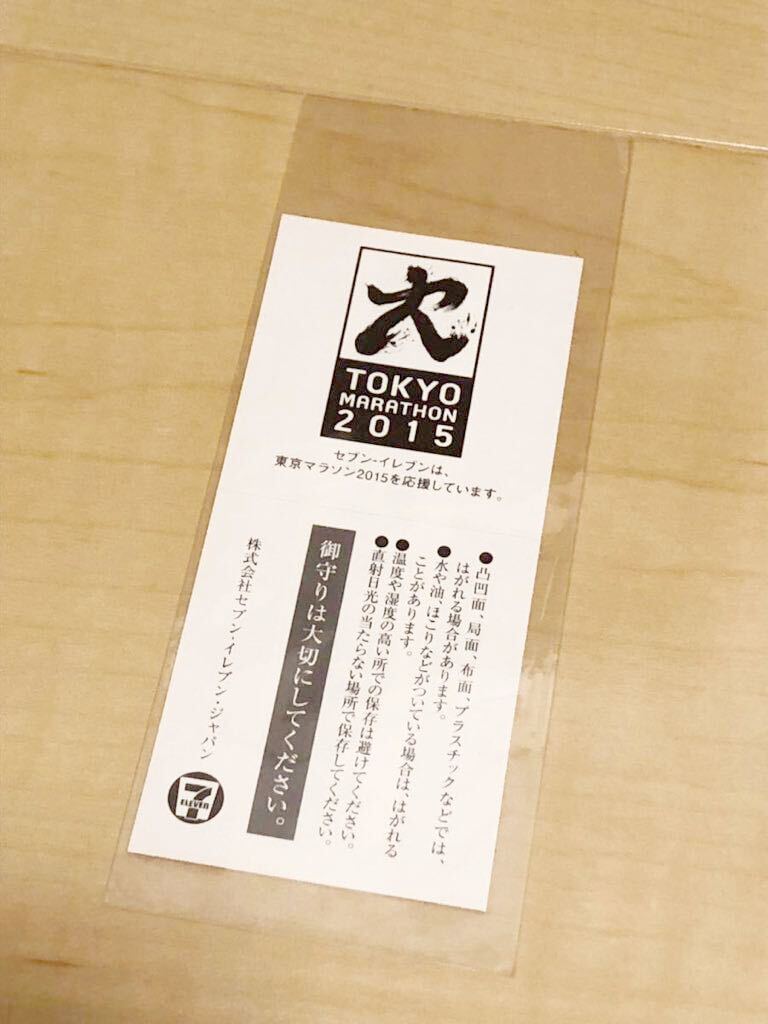 TOKYO
MARATHON
2015
セブン-イレブンは、
東京マラソン2015を応援しています。
●凸凹面、局面、布面、プラスチックなどでは、
はがれる場合があります。
●水や油、ほこりなどがついている場合は、はがれる
ことがあります。
●温度や湿度の高い所での保存は避けてください。
●直射日光の当たらない場所で保存してください。
御守りは大切にしてください。
株式会社セブン-イレブン・ジャパン
7
ELEVEN